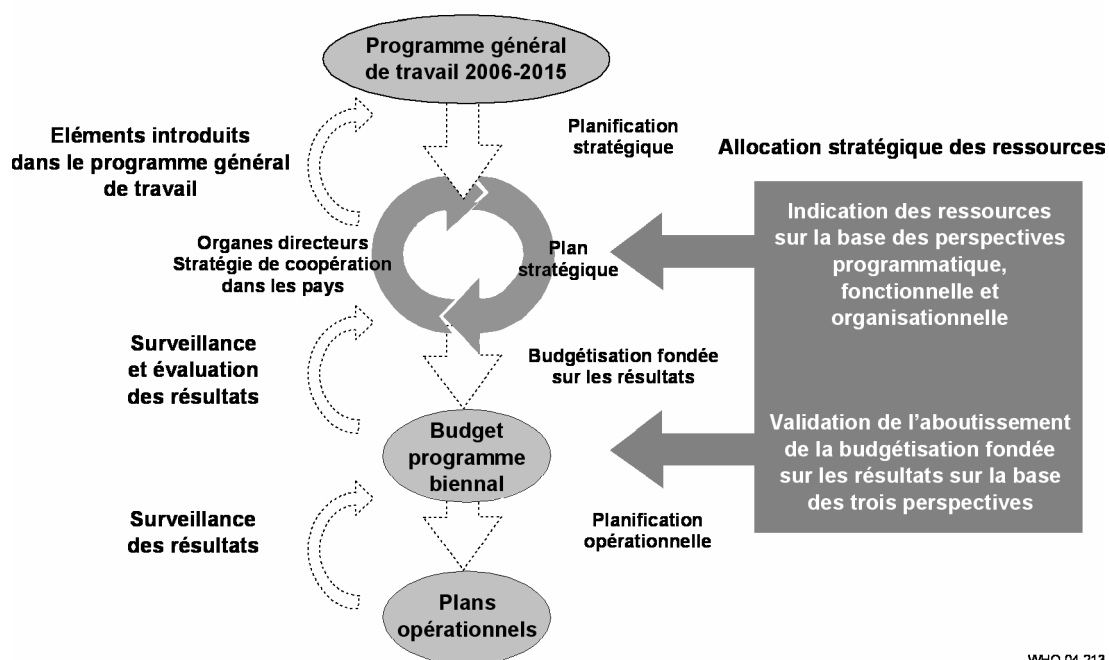 Programme général
de travail 2006-2015
Eléments introduits
dans le programme général
de travail
Planification
stratégique
Allocation stratégique des ressources
Organes directeurs
Stratégie de coopération
dans les pays
Plan
stratégique
Indication des ressources
sur la base des perspectives
programmatique,
fonctionnelle et
organisationnelle
Surveillance
et évaluation
des résultats
Budgétisation fondée
sur les résultats
Budget
programme
biennal
Validation de l'aboutissement
de la budgétisation fondée
sur les résultats sur la base
des trois perspectives
Surveillance
des résultats
Planification
opérationnelle
Plans
opérationnels
WHO 04.213